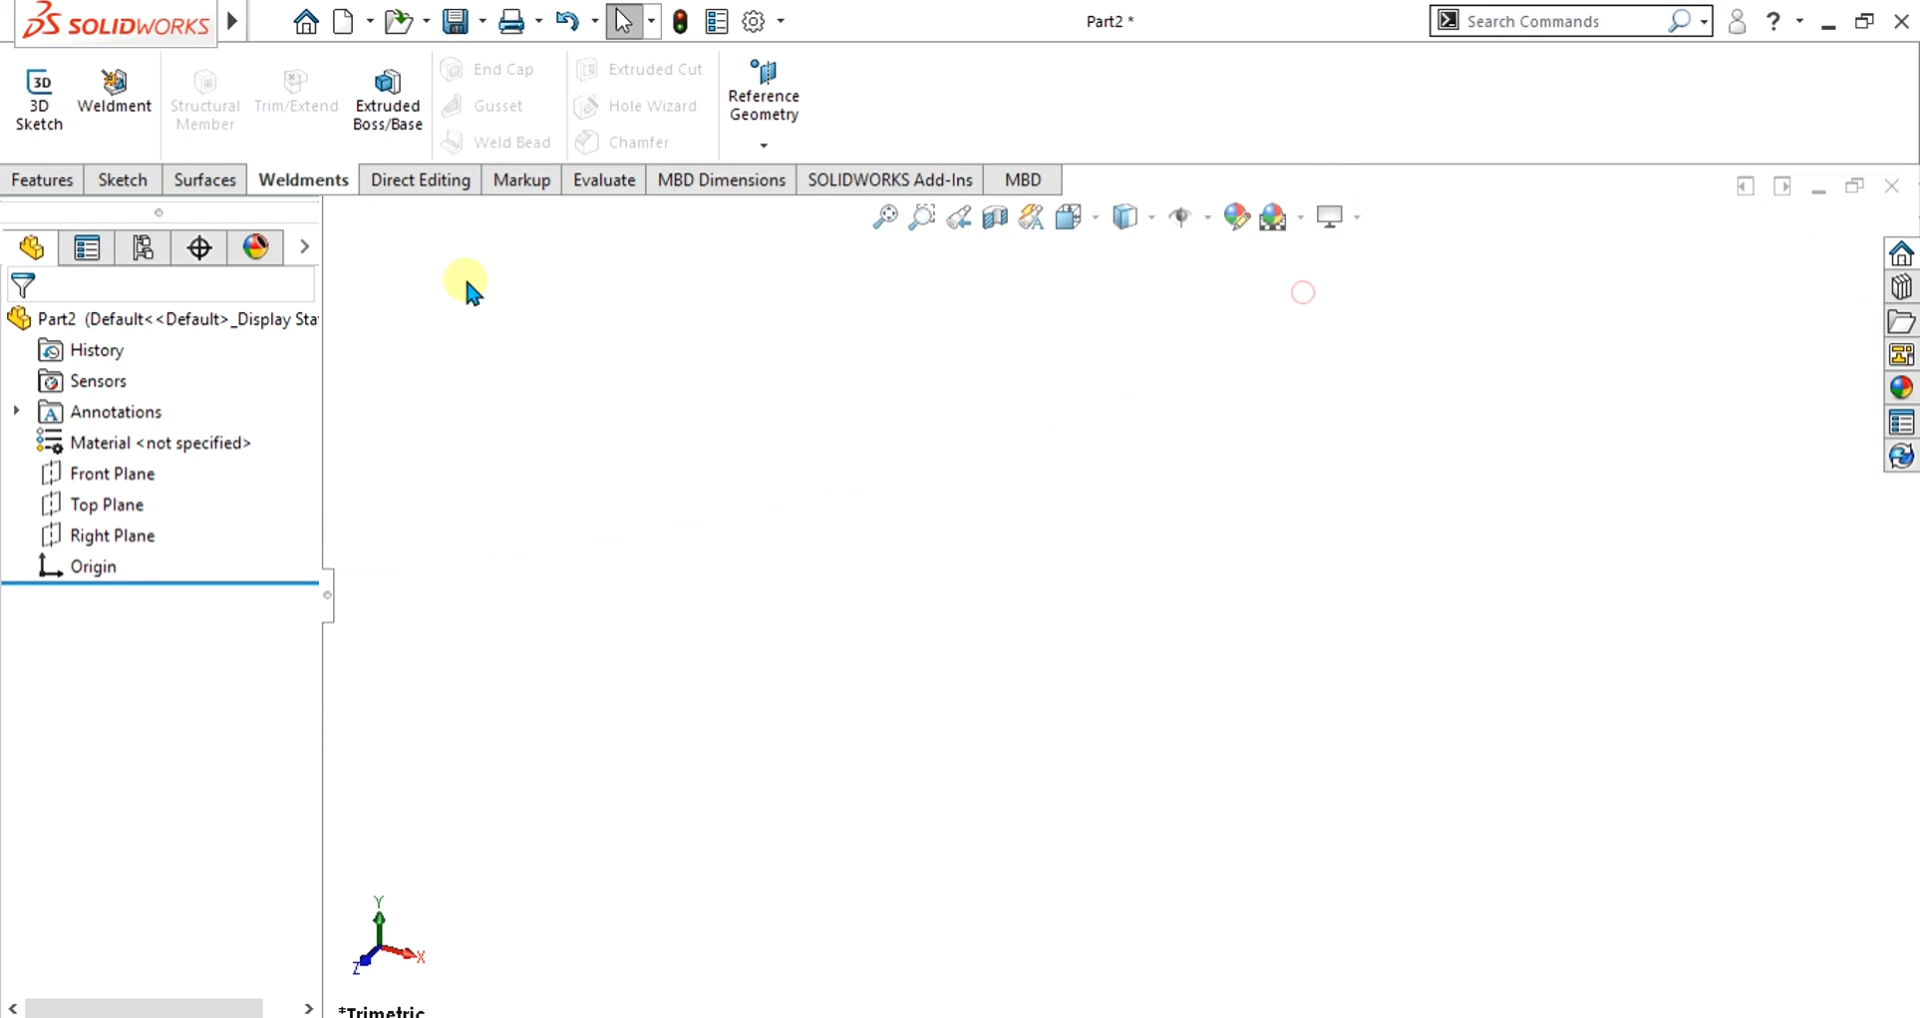 SOLIDWORKS
Part2 *
Search Commands
?
3D
Sketch
Weldment
Structural
Member
Trim/Extend
Extruded
Boss/Base
End Cap
Gusset
Weld Bead
Extruded Cut
Hole Wizard
Chamfer
Reference
Geometry
Features
Sketch
Surfaces
Weldments
Direct Editing
Markup
Evaluate
MBD Dimensions
SOLIDWORKS Add-Ins
MBD
Part2 (Default<<Default>_Display Sta
History
Sensors
Annotations
Material <not specified>
Front Plane
Top Plane
Right Plane
Origin
Y
X
Z
*Trimetric